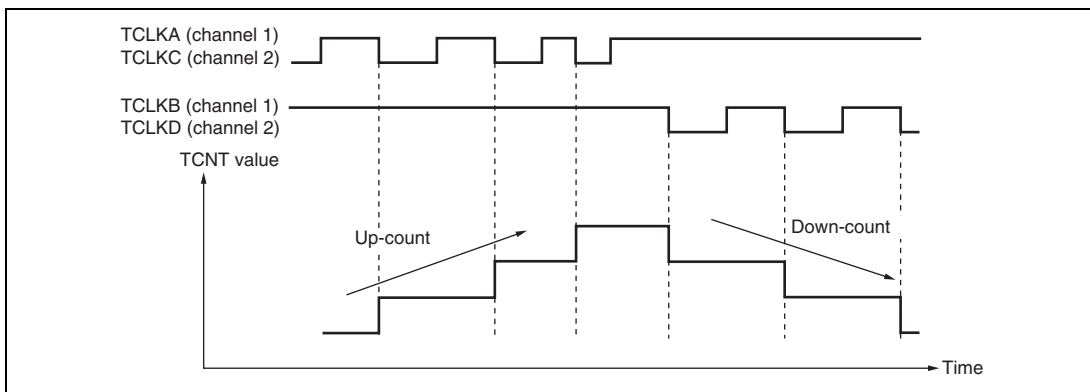 TCLKA (channel 1)
TCLKC (channel 2)
TCLKB (channel 1)
TCLKD (channel 2)
TCNT value
Up-count
Down-count
Time